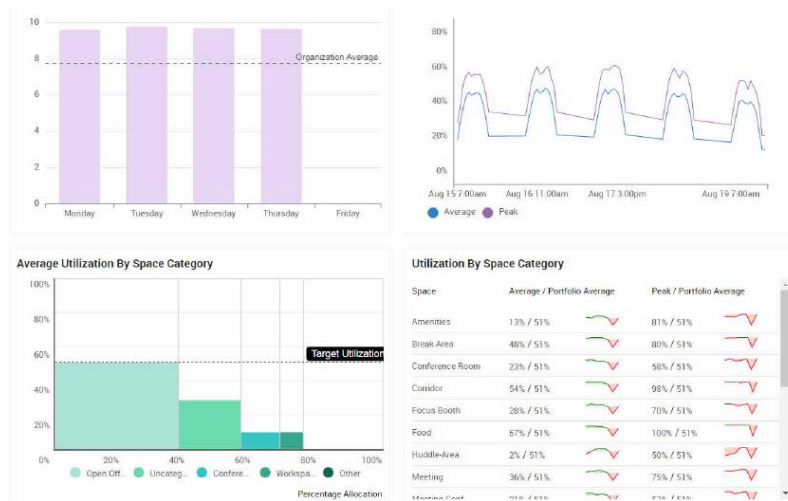 10
8
6
4
2
0
Organization Average
Monday Tuesday Wednesday Thursday Friday
80%
60%
40%
20%
0%
Aug 15 7:00am Aug 16 11:00am Aug 17 3:00pm Aug 19 7:00am
Average Peak
Average Utilization By Space Category
100%
80%
60%
40%
20%
Target Utilization
0% 20% 40% 60% 80% 100%
Open Off... Uncateg... Confere... Workspa... Other
Percentage Allocation
Utilization By Space Category
Space Average / Portfolio Average Peak / Portfolio Average
Amenities 13% / 51% 81% / 51%
Break Area 48% / 51% 80% / 51%
Conference Room 23% / 51% 58% / 51%
Corridor 54% / 51% 98% / 51%
Focus Booth 28% / 51% 70% / 51%
Food 67% / 51% 100% / 51%
Huddle-Area 2% / 51% 50% / 51%
Meeting 36% / 51% 75% / 51%